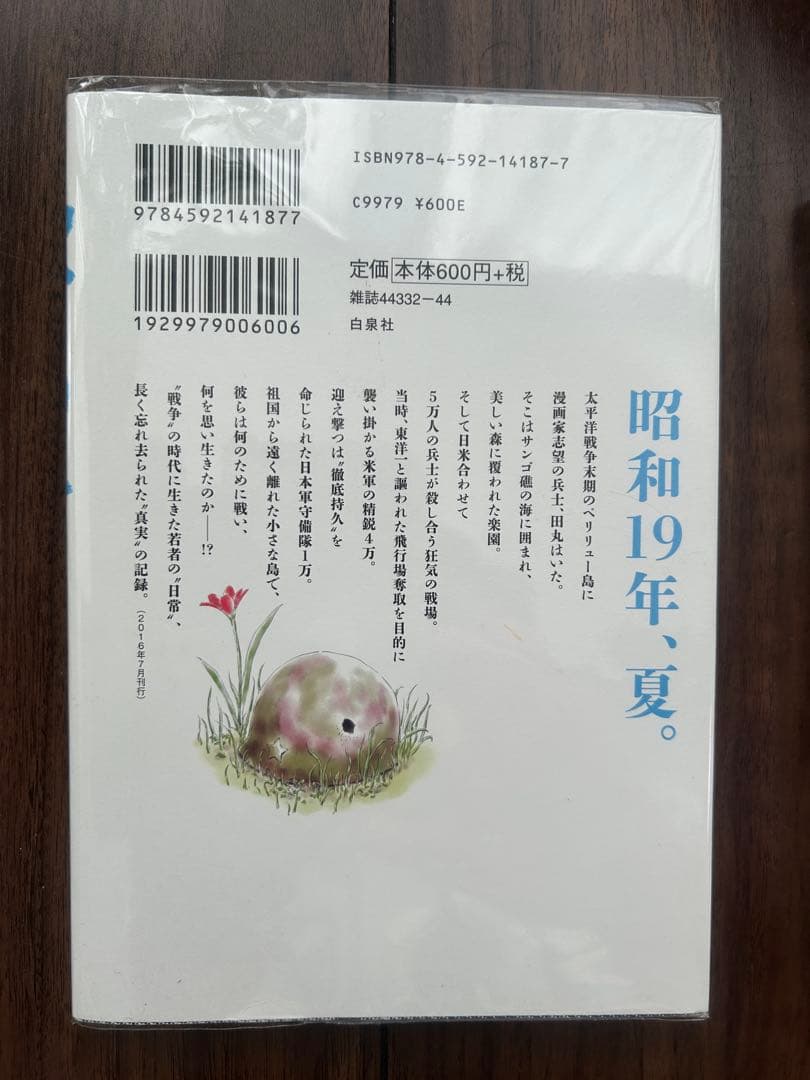 ISBN978-4-592-14187-7
9784592141877
C9979 ¥600E
定価 本体600円+税
雑誌44332-44
1929979006006
白泉社
昭和19年、夏。
太平洋戦争末期のペリリュー島に
漫画家志望の兵士、田丸はいた。
そこはサンゴ礁の海に囲まれ、
美しい森に覆われた楽園。
そして日米合わせて
5万人の兵士が殺し合う狂気の戦場。
当時、東洋一と謳われた飛行場奪取を目的に
襲い掛かる米軍の精鋭4万。
迎え撃つは〝徹底持久〟を
命じられた日本軍守備隊1万。
祖国から遠く離れた小さな島で、
彼らは何のために戦い、
何を思い生きたのか――!?
〝戦争〟の時代に生きた若者の〝日常〟、
長く忘れ去られた〝真実〟の記録。
(2016年7月刊行)